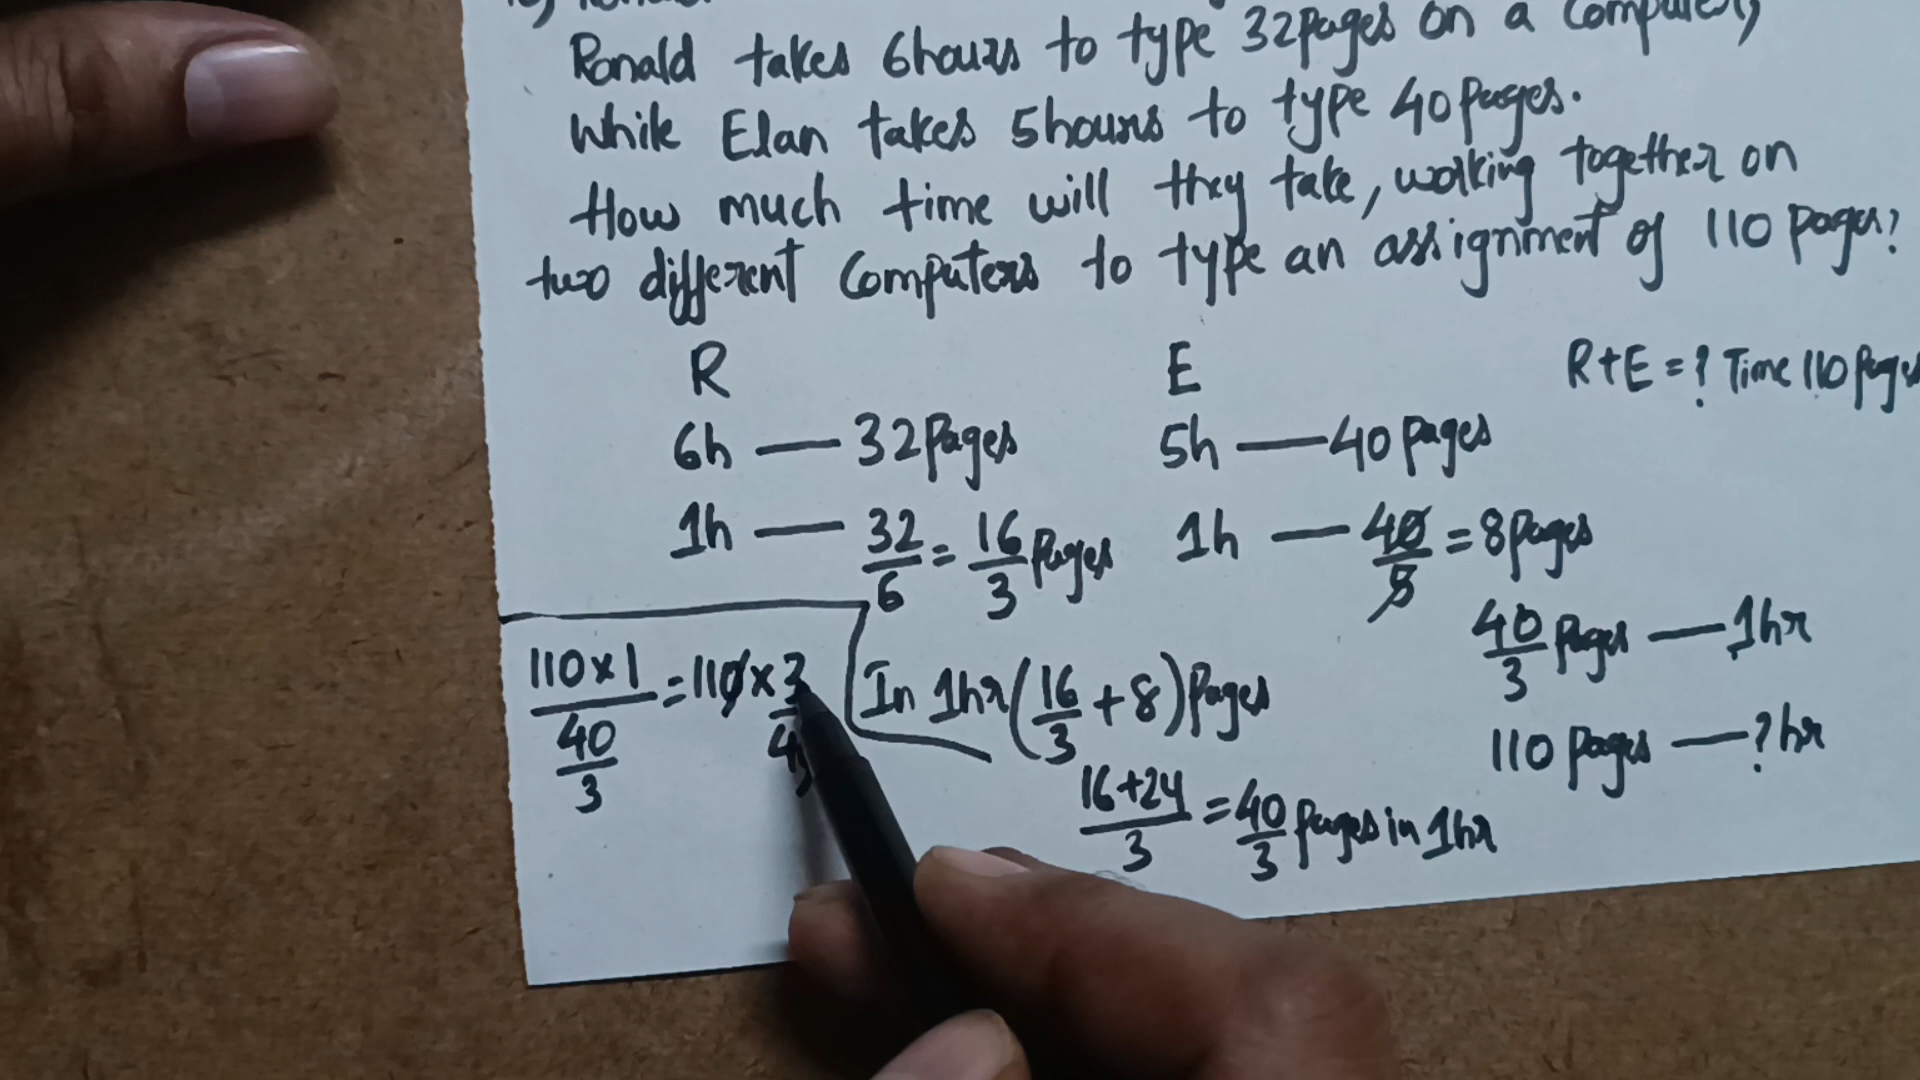 Ronald takes 6hours to type 32pages on a computer,
While Elan takes 5hours to type 40 pages.
How much time will they take, working together on
two different Computers to type an assignment of 110 pages?
R E R+E = ? Time 110 Pages
6h — 32Pages 5h — 40 pages
1h — 32/6 = 16/3 Pages 1h — 40/5 = 8 pages
40/3 Pages — 1hr
110 Pages — ? hr
In 1hr (16/3 + 8) Pages
16+24/3 = 40/3 Pages in 1hr
110 × 1/40/3 = 110 × 3/4